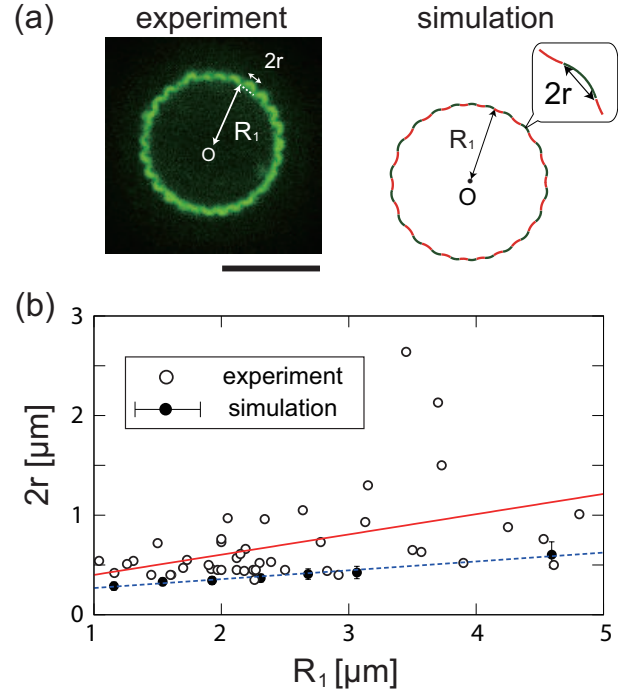 (a) experiment simulation
2r
R₁
O
2r
R₁
O
(b)
3
2
1
0
2r [μm]
experiment
simulation
1 2 3 4 5
R₁ [μm]